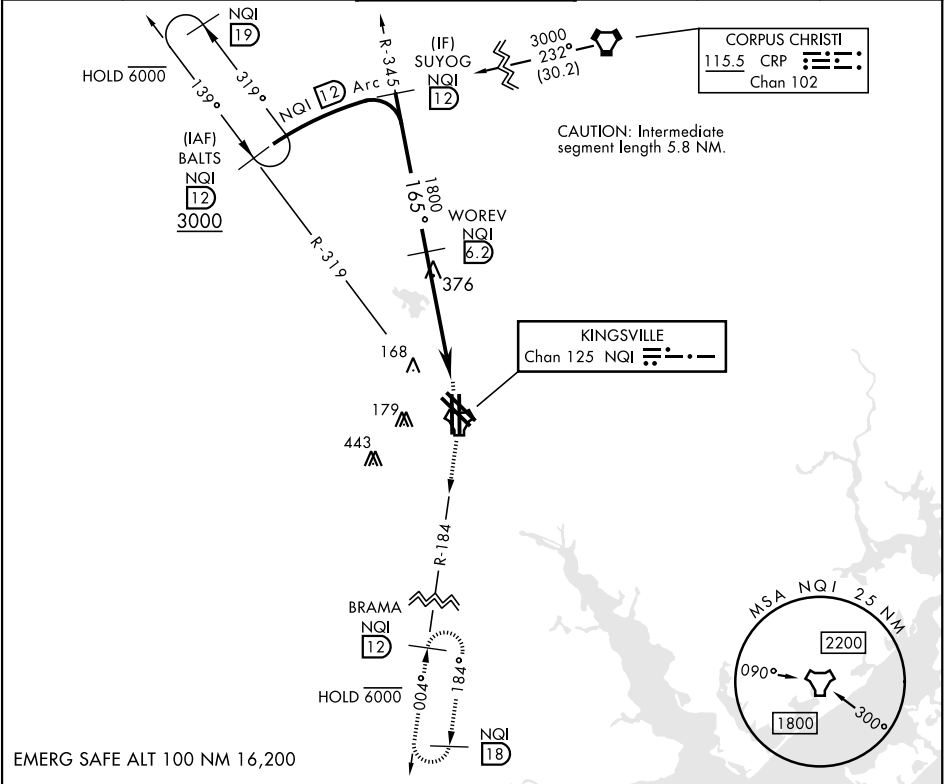 NQI
19
HOLD 6000
139°
319°
NQI 12 Arc
R-345
(IF)
SUYOG
NQI
12
3000
232°
(30.2)
CORPUS CHRISTI
115.5 CRP
Chan 102
CAUTION: Intermediate
segment length 5.8 NM.
(IAF)
BALTS
NQI
12
3000
R-319
1800
165°
WOREV
NQI
6.2
376
KINGSVILLE
Chan 125 NQI
168
179
443
R-184
BRAMA
NQI
12
HOLD 6000
004°
184°
NQI
18
MSA NQI 25 NM
2200
090°
1800
300°
EMERG SAFE ALT 100 NM 16,200